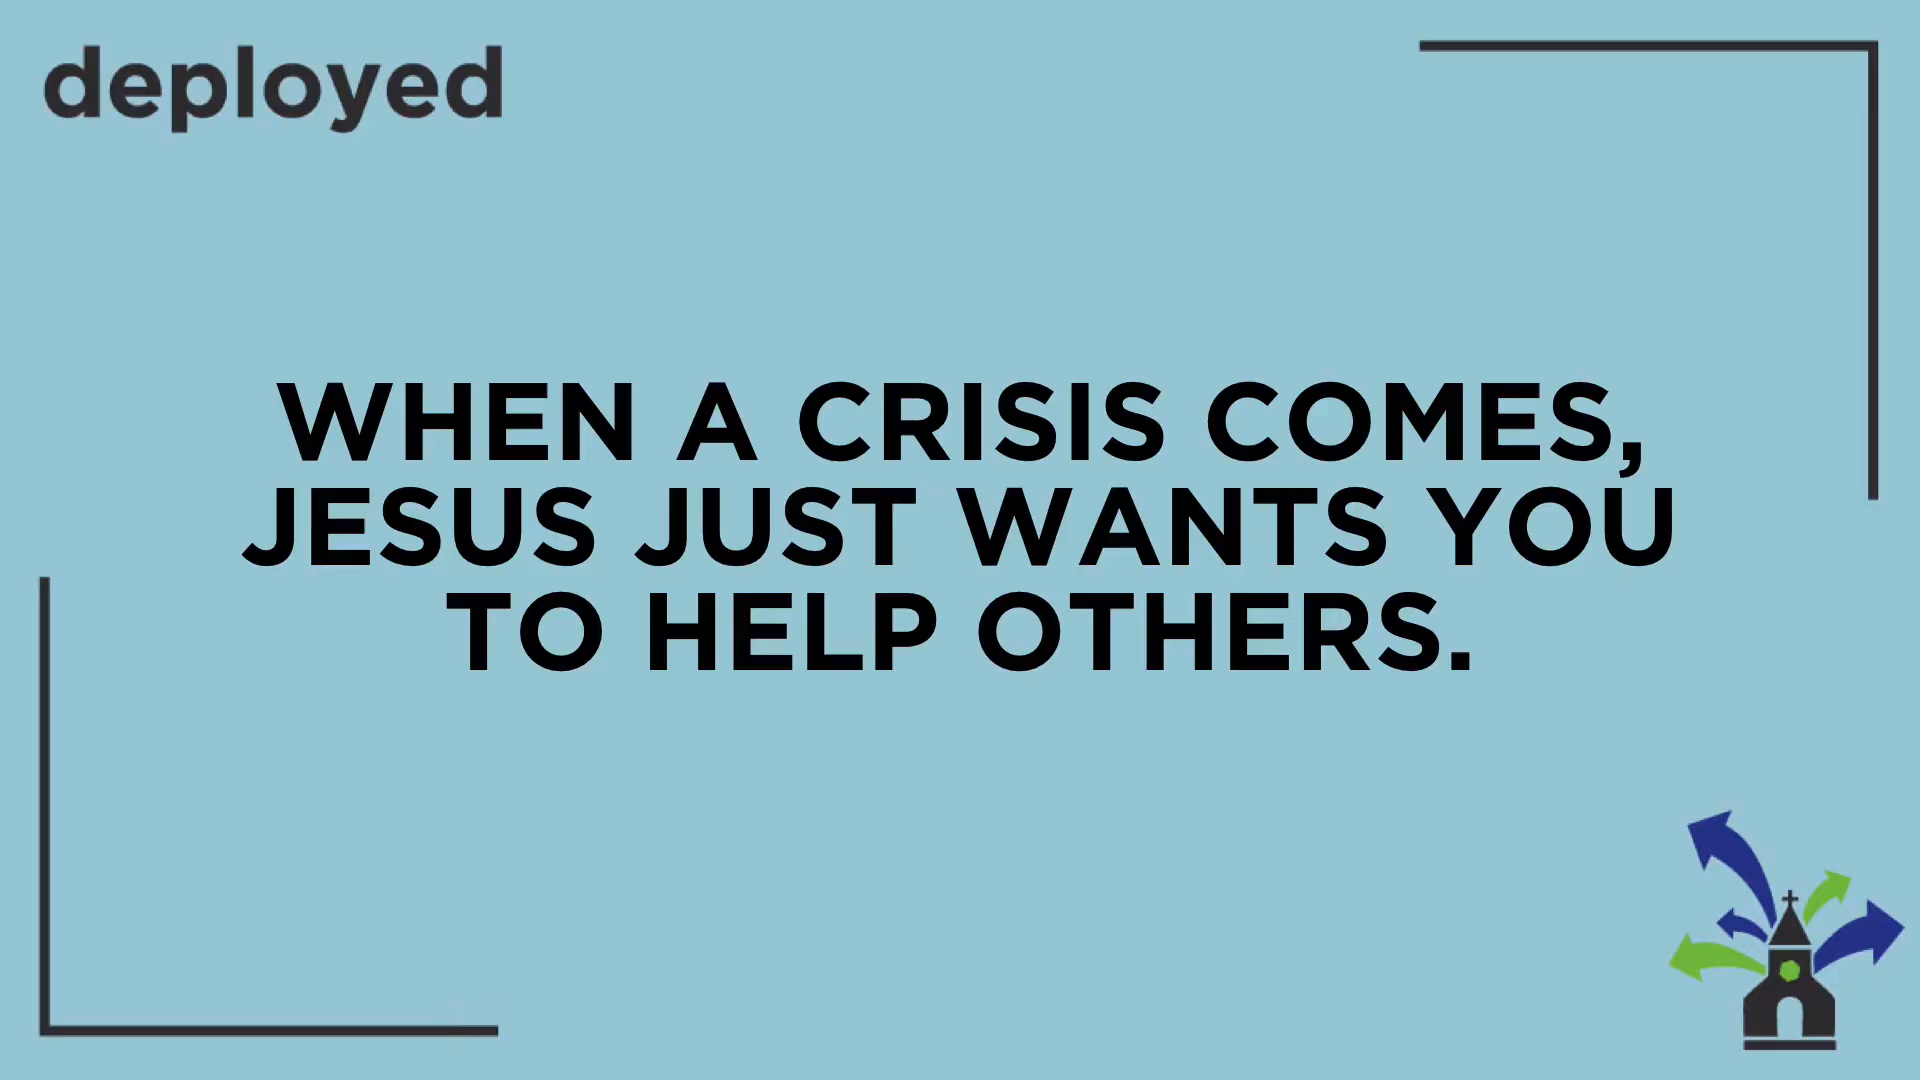 deployed
WHEN A CRISIS COMES,
JESUS JUST WANTS YOU
TO HELP OTHERS.